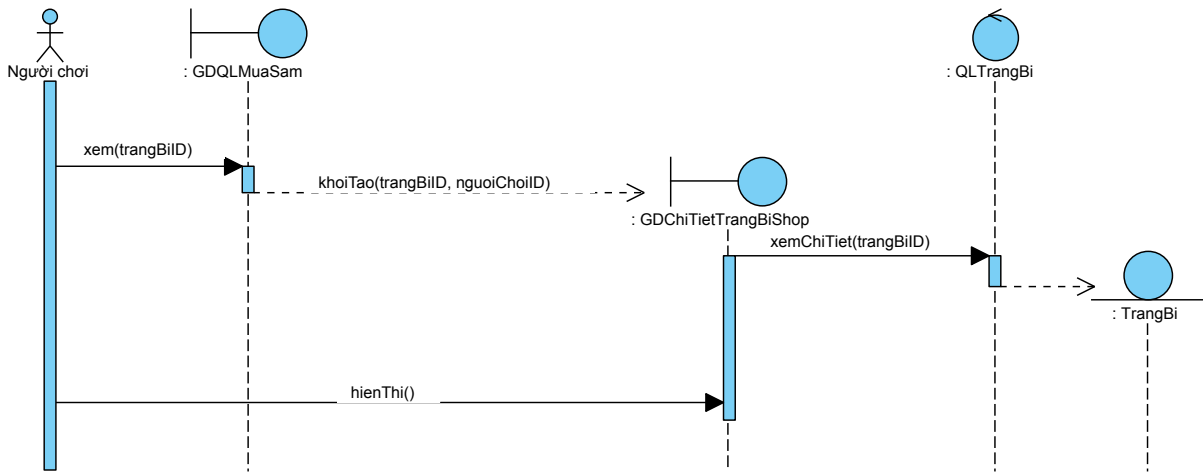 Người chơi
: GDQLMuaSam
: QLTrangBi
xem(trangBiID)
khoiTao(trangBiID, nguoiChoiID)
: GDChiTietTrangBiShop
xemChiTiet(trangBiID)
: TrangBi
hienThi()